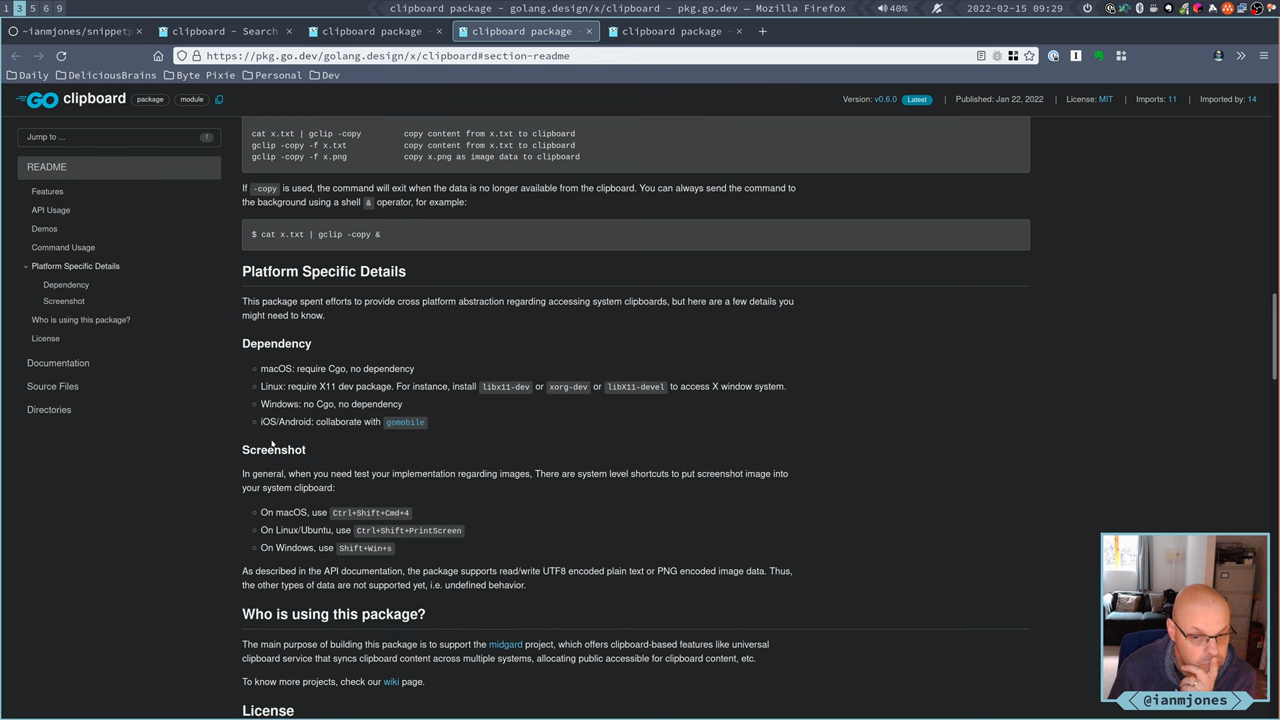 1 3 5 6 9
clipboard package - golang.design/x/clipboard - pkg.go.dev — Mozilla Firefox
40%
2022-02-15 09:29
~ianmjones/snippetp
clipboard - Search
clipboard package
clipboard package
clipboard package
https://pkg.go.dev/golang.design/x/clipboard#section-readme
Daily
DeliciousBrains
Byte Pixie
Personal
Dev
GO clipboard package module
Version: v0.6.0 Latest | Published: Jan 22, 2022 | License: MIT | Imports: 11 | Imported by: 14
Jump to ... f
README
Features
API Usage
Demos
Command Usage
Platform Specific Details
Dependency
Screenshot
Who is using this package?
License
Documentation
Source Files
Directories
cat x.txt | gclip -copy copy content from x.txt to clipboard
gclip -copy -f x.txt copy content from x.txt to clipboard
gclip -copy -f x.png copy x.png as image data to clipboard
If -copy is used, the command will exit when the data is no longer available from the clipboard. You can always send the command to
the background using a shell & operator, for example:
$ cat x.txt | gclip -copy &
Platform Specific Details
This package spent efforts to provide cross platform abstraction regarding accessing system clipboards, but here are a few details you
might need to know.
Dependency
macOS: require Cgo, no dependency
Linux: require X11 dev package. For instance, install libx11-dev or xorg-dev or libX11-devel to access X window system.
Windows: no Cgo, no dependency
iOS/Android: collaborate with gomobile
Screenshot
In general, when you need test your implementation regarding images, There are system level shortcuts to put screenshot image into
your system clipboard:
On macOS, use Ctrl+Shift+Cmd+4
On Linux/Ubuntu, use Ctrl+Shift+PrintScreen
On Windows, use Shift+Win+s
As described in the API documentation, the package supports read/write UTF8 encoded plain text or PNG encoded image data. Thus,
the other types of data are not supported yet, i.e. undefined behavior.
Who is using this package?
The main purpose of building this package is to support the midgard project, which offers clipboard-based features like universal
clipboard service that syncs clipboard content across multiple systems, allocating public accessible for clipboard content, etc.
To know more projects, check our wiki page.
License
@ianmjones